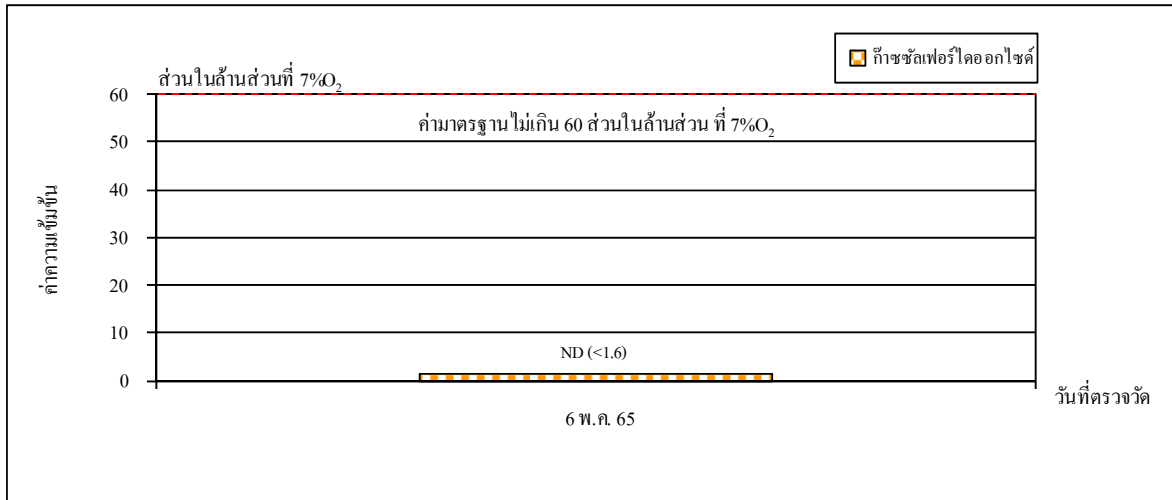 ก๊าซซัลเฟอร์ไดออกไซด์
ส่วนในล้านส่วนที่ 7%O₂
60
ค่ามาตรฐานไม่เกิน 60 ส่วนในล้านส่วน ที่ 7%O₂
50
40
30
20
10
0
ค่าความเข้มข้น
ND (<1.6)
วันที่ตรวจวัด
6 พ.ค. 65